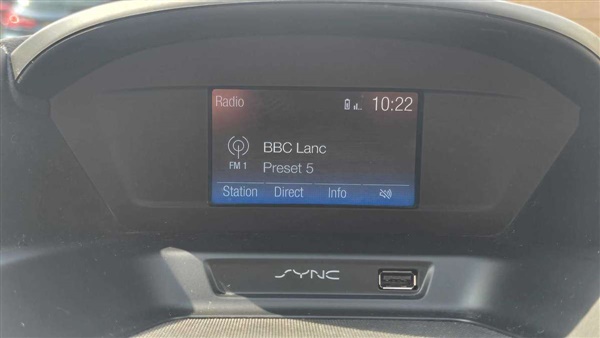 Radio 10:22
BBC Lanc
FM 1 Preset 5
Station Direct Info
SYNC